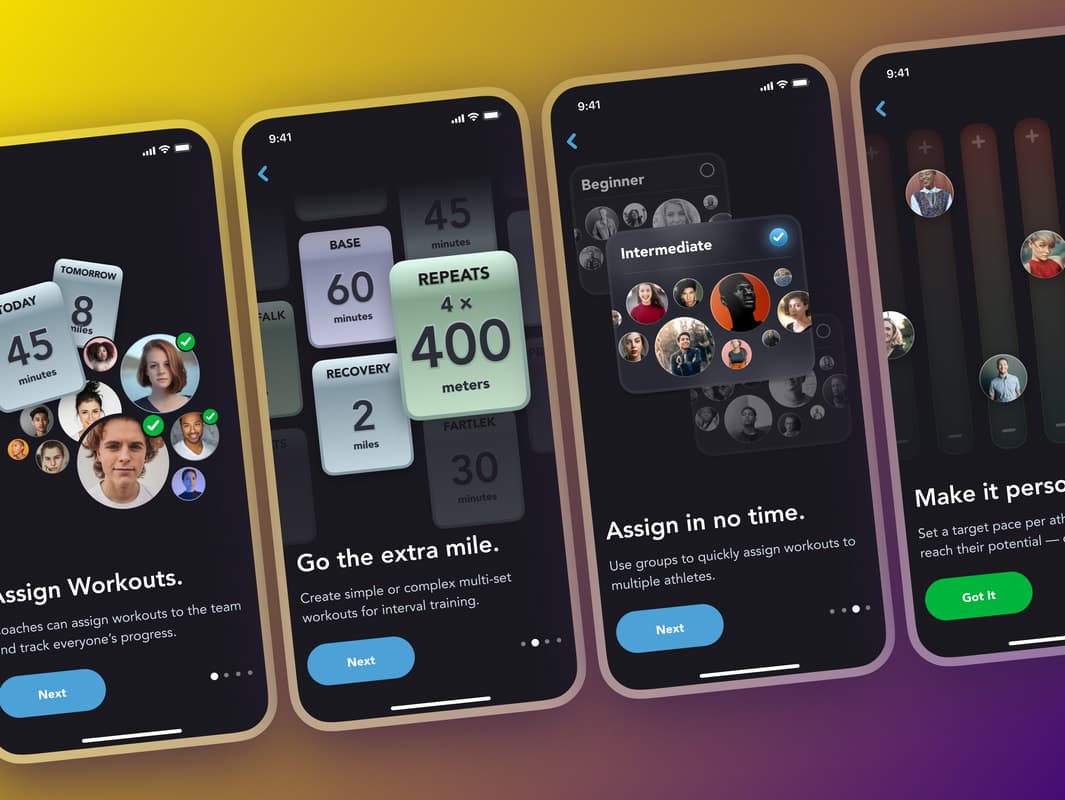 TODAY
45
minutes
TOMORROW
8
miles
Assign Workouts.
coaches can assign workouts to the team
and track everyone's progress.
Next
9:41
45
minutes
BASE
60
minutes
REPEATS
4 ×
400
meters
RECOVERY
2
miles
FARTLEK
30
minutes
Go the extra mile.
Create simple or complex multi-set
workouts for interval training.
Next
9:41
Beginner
Intermediate
Assign in no time.
Use groups to quickly assign workouts to
multiple athletes.
Next
9:41
Make it perso
Set a target pace per ath
reach their potential —
Got It